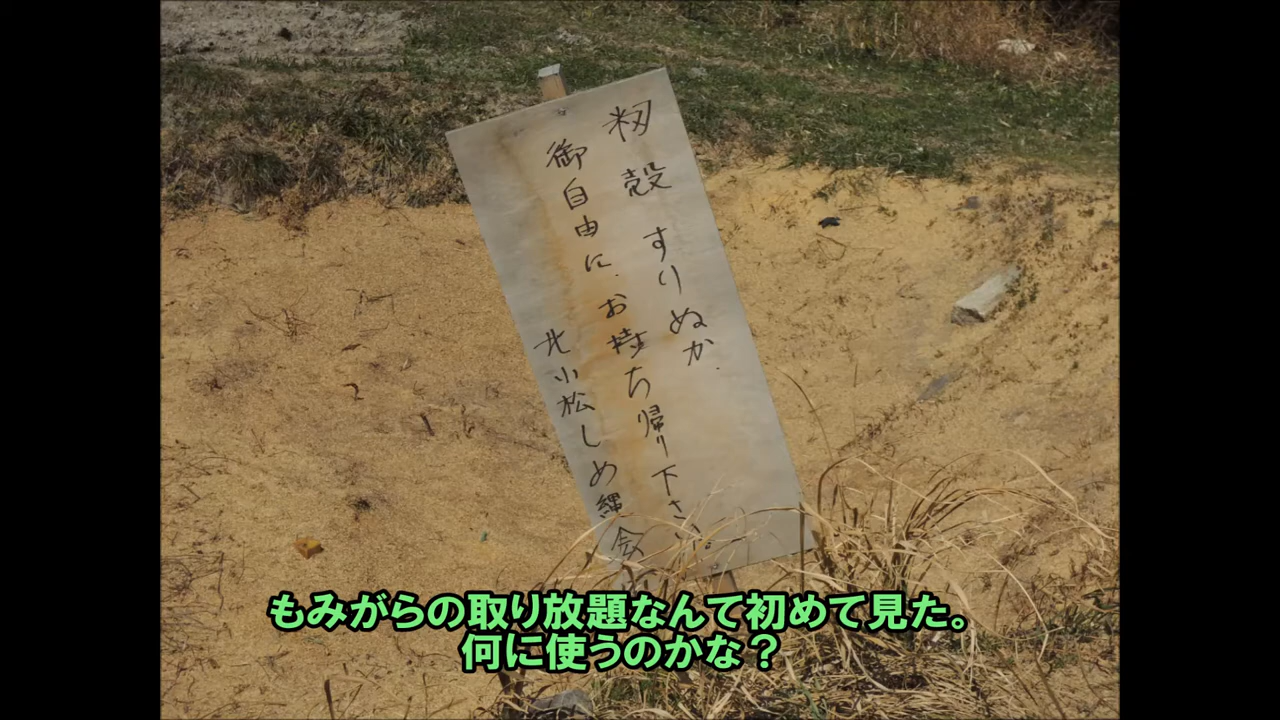 籾殻 すりぬか
御自由に、お持ち帰り下さい。
北小松しめ縄会
もみがらの取り放題なんて初めて見た。
何に使うのかな？